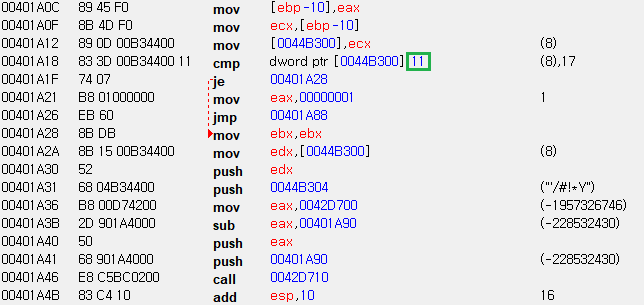 00401A0C 89 45 F0 mov [ebp-10],eax
00401A0F 8B 4D F0 mov ecx,[ebp-10]
00401A12 89 0D 00B34400 mov [0044B300],ecx (8)
00401A18 83 3D 00B34400 11 cmp dword ptr [0044B300] 11 (8),17
00401A1F 74 07 je 00401A28
00401A21 B8 01000000 mov eax,00000001 1
00401A26 EB 60 jmp 00401A88
00401A28 8B DB mov ebx,ebx
00401A2A 8B 15 00B34400 mov edx,[0044B300] (8)
00401A30 52 push edx
00401A31 68 04B34400 push 0044B304 ("'/#!*Y")
00401A36 B8 00D74200 mov eax,0042D700 (-1957326746)
00401A3B 2D 901A4000 sub eax,00401A90 (-228532430)
00401A40 50 push eax
00401A41 68 901A4000 push 00401A90 (-228532430)
00401A46 E8 C5BC0200 call 0042D710
00401A4B 83 C4 10 add esp,10 16